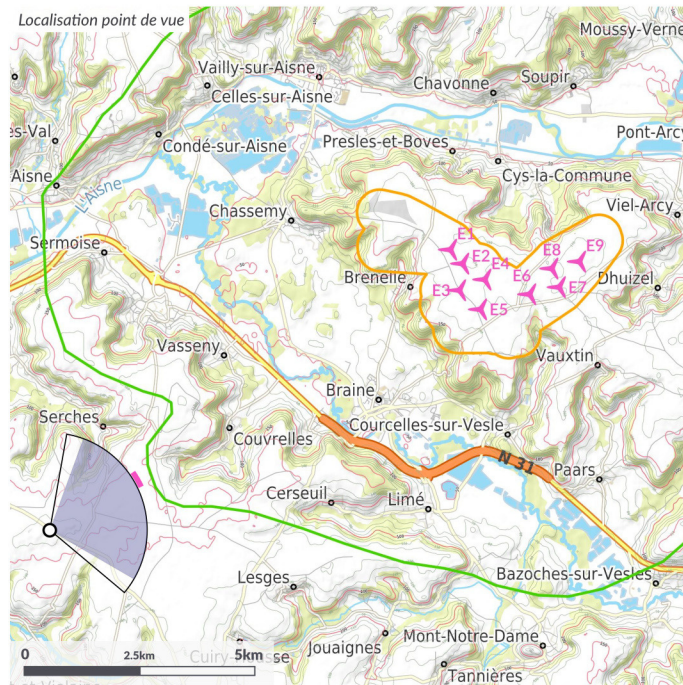 Localisation point de vue
Moussy-Verne
Vailly-sur-Aisne
Soupir
Chavonne
Celles-sur-Aisne
es-Val
Condé-sur-Aisne
Pont-Arcy
Presles-et-Boves
Aisne
Cys-la-Commune
L'Aisne
Chassemy
Viel-Arcy
E1
Sermoise
E2
E8
E9
E4
Brenelle
E3
E6
E7
Dhuizel
E5
Vasseny
Vauxtin
Braine
Serches
Couvrelles
Courcelles-sur-Vesle
N 31
Paars
Cerseuil
Limé
Lesges
Bazoches-sur-Vesles
Jouaignes
Mont-Notre-Dame
0
2.5km
5km
Tannières